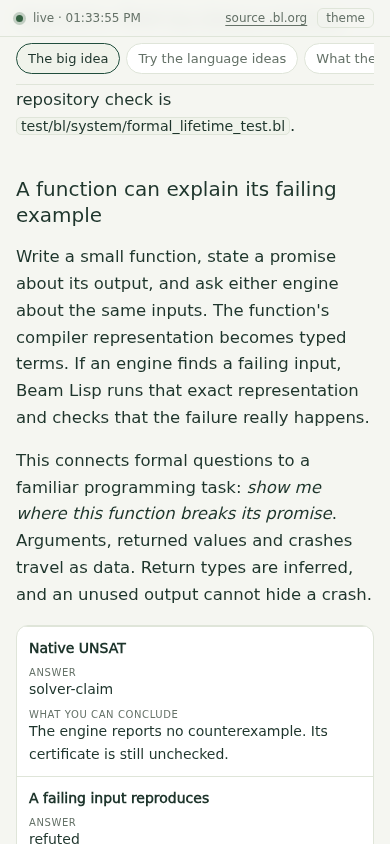 live · 01:33:55 PM
source .bl.org
theme
The big idea
Try the language ideas
What the
repository check is
test/bl/system/formal_lifetime_test.bl .
A function can explain its failing
example
Write a small function, state a promise
about its output, and ask either engine
about the same inputs. The function's
compiler representation becomes typed
terms. If an engine finds a failing input,
Beam Lisp runs that exact representation
and checks that the failure really happens.
This connects formal questions to a
familiar programming task: show me
where this function breaks its promise.
Arguments, returned values and crashes
travel as data. Return types are inferred,
and an unused output cannot hide a crash.
Native UNSAT
ANSWER
solver-claim
WHAT YOU CAN CONCLUDE
The engine reports no counterexample. Its
certificate is still unchecked.
A failing input reproduces
ANSWER
refuted